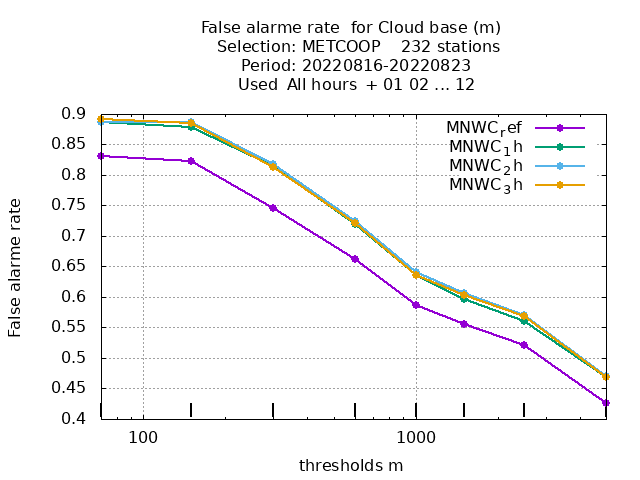 False alarme rate  for Cloud base (m)
Selection: METCOOP    232 stations
Period: 20220816-20220823
Used  All hours  + 01 02 ... 12
MNWC_ref
MNWC_1h
MNWC_2h
MNWC_3h
0.9
0.85
0.8
0.75
0.7
0.65
0.6
0.55
0.5
0.45
0.4
False alarme rate
100
1000
thresholds m